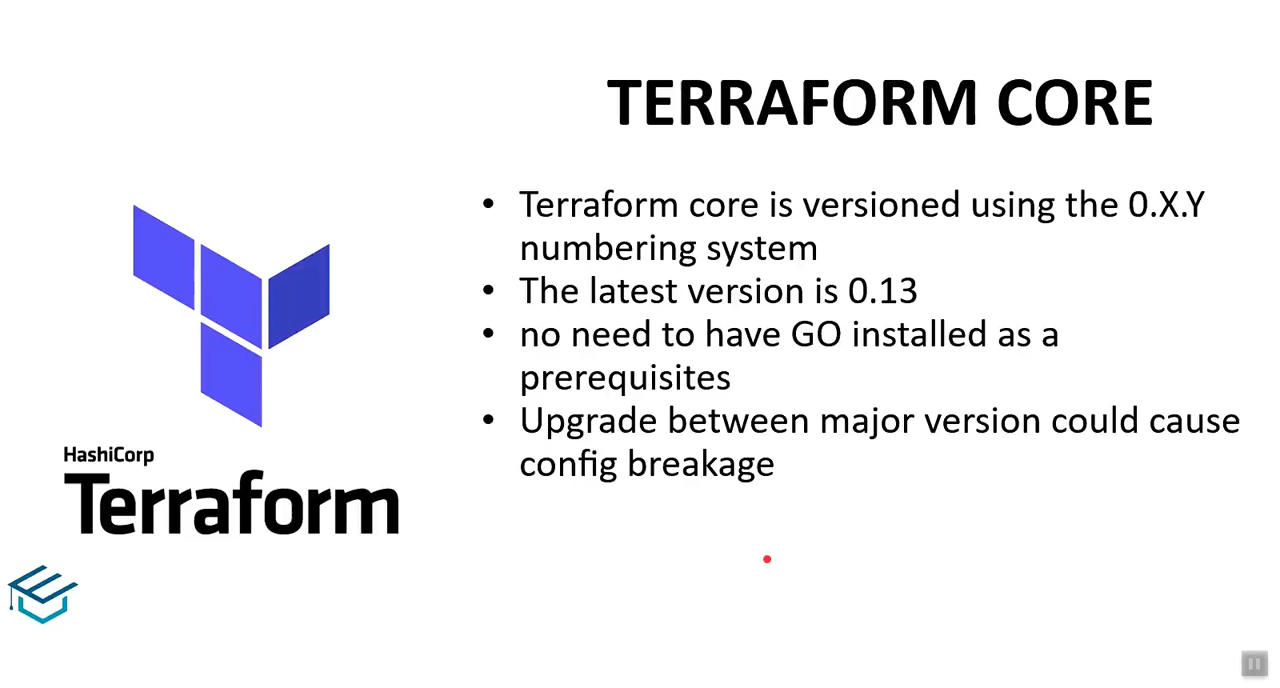 TERRAFORM CORE
• Terraform core is versioned using the 0.X.Y
numbering system
• The latest version is 0.13
• no need to have GO installed as a
prerequisites
• Upgrade between major version could cause
config breakage
HashiCorp
Terraform